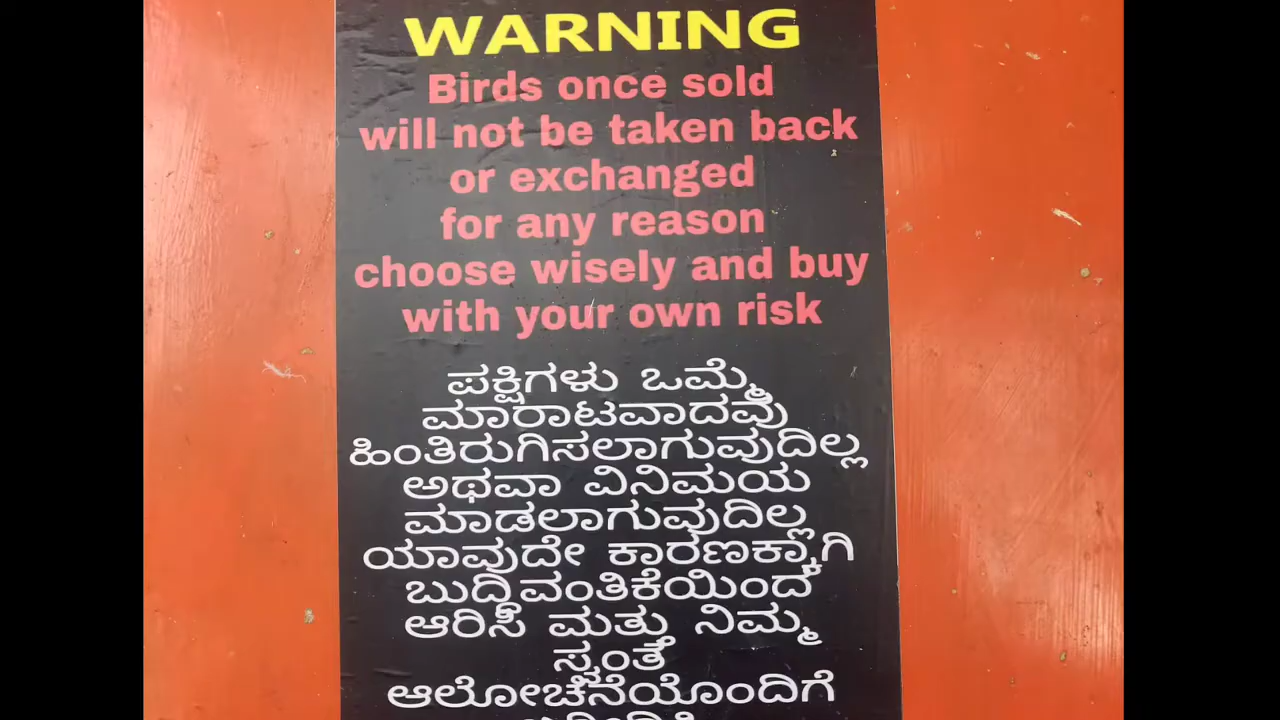 WARNING
Birds once sold
will not be taken back
or exchanged
for any reason
choose wisely and buy
with your own risk
ಪಕ್ಷಿಗಳು ಒಮ್ಮೆ
ಮಾರಾಟವಾದವು
ಹಿಂತಿರುಗಿಸಲಾಗುವುದಿಲ್ಲ
ಅಥವಾ ವಿನಿಮಯ
ಮಾಡಲಾಗುವುದಿಲ್ಲ
ಯಾವುದೇ ಕಾರಣಕ್ಕಾಗಿ
ಬುದ್ಧಿವಂತಿಕೆಯಿಂದ
ಆರಿಸಿ ಮತ್ತು ನಿಮ್ಮ
ಸ್ವಂತ
ಆಲೋಚನೆಯೊಂದಿಗೆ